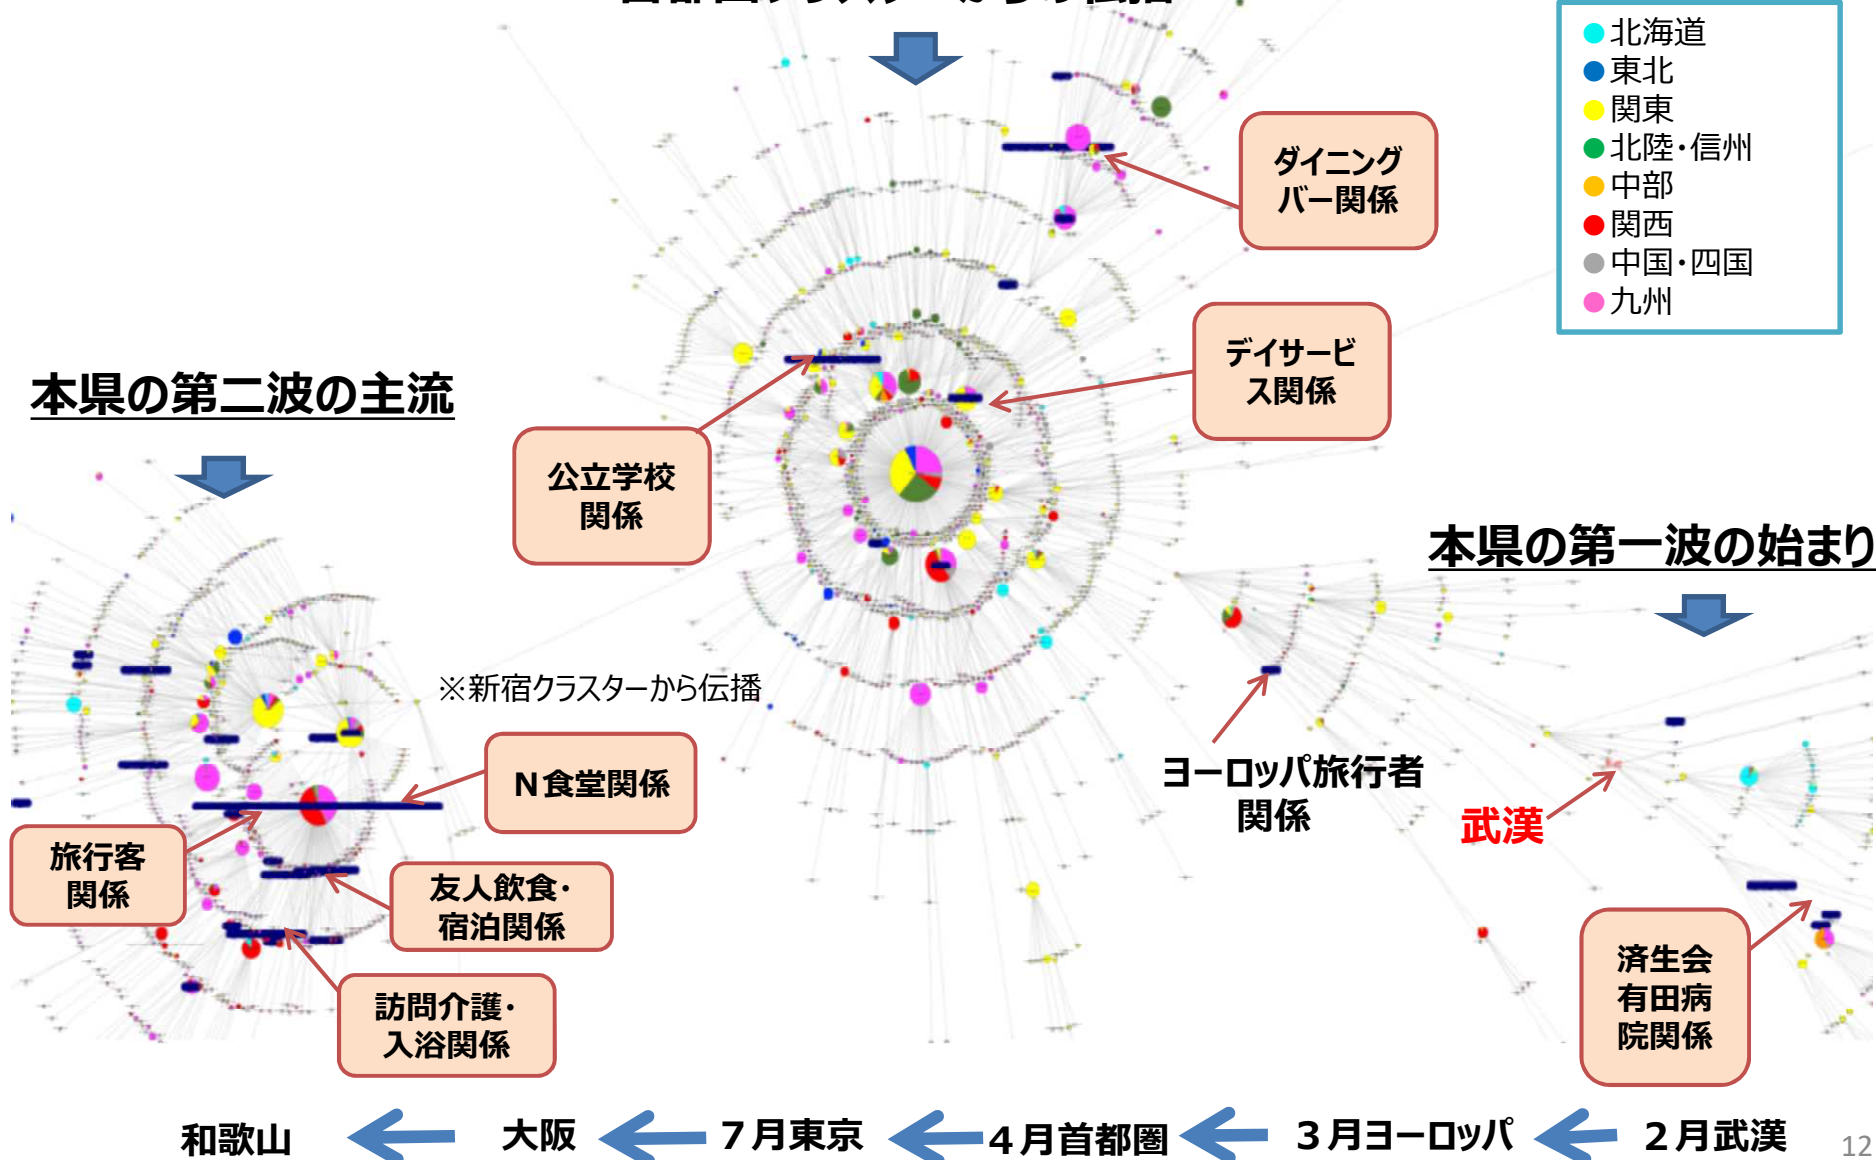 北海道
東北
関東
北陸・信州
中部
関西
中国・四国
九州
ダイニング
バー関係
デイサービ
ス関係
本県の第二波の主流
公立学校
関係
本県の第一波の始まり
※新宿クラスターから伝播
N食堂関係
ヨーロッパ旅行者
関係
武漢
旅行客
関係
友人飲食・
宿泊関係
済生会
有田病
院関係
訪問介護・
入浴関係
和歌山
大阪
7月東京
4月首都圏
3月ヨーロッパ
2月武漢
12